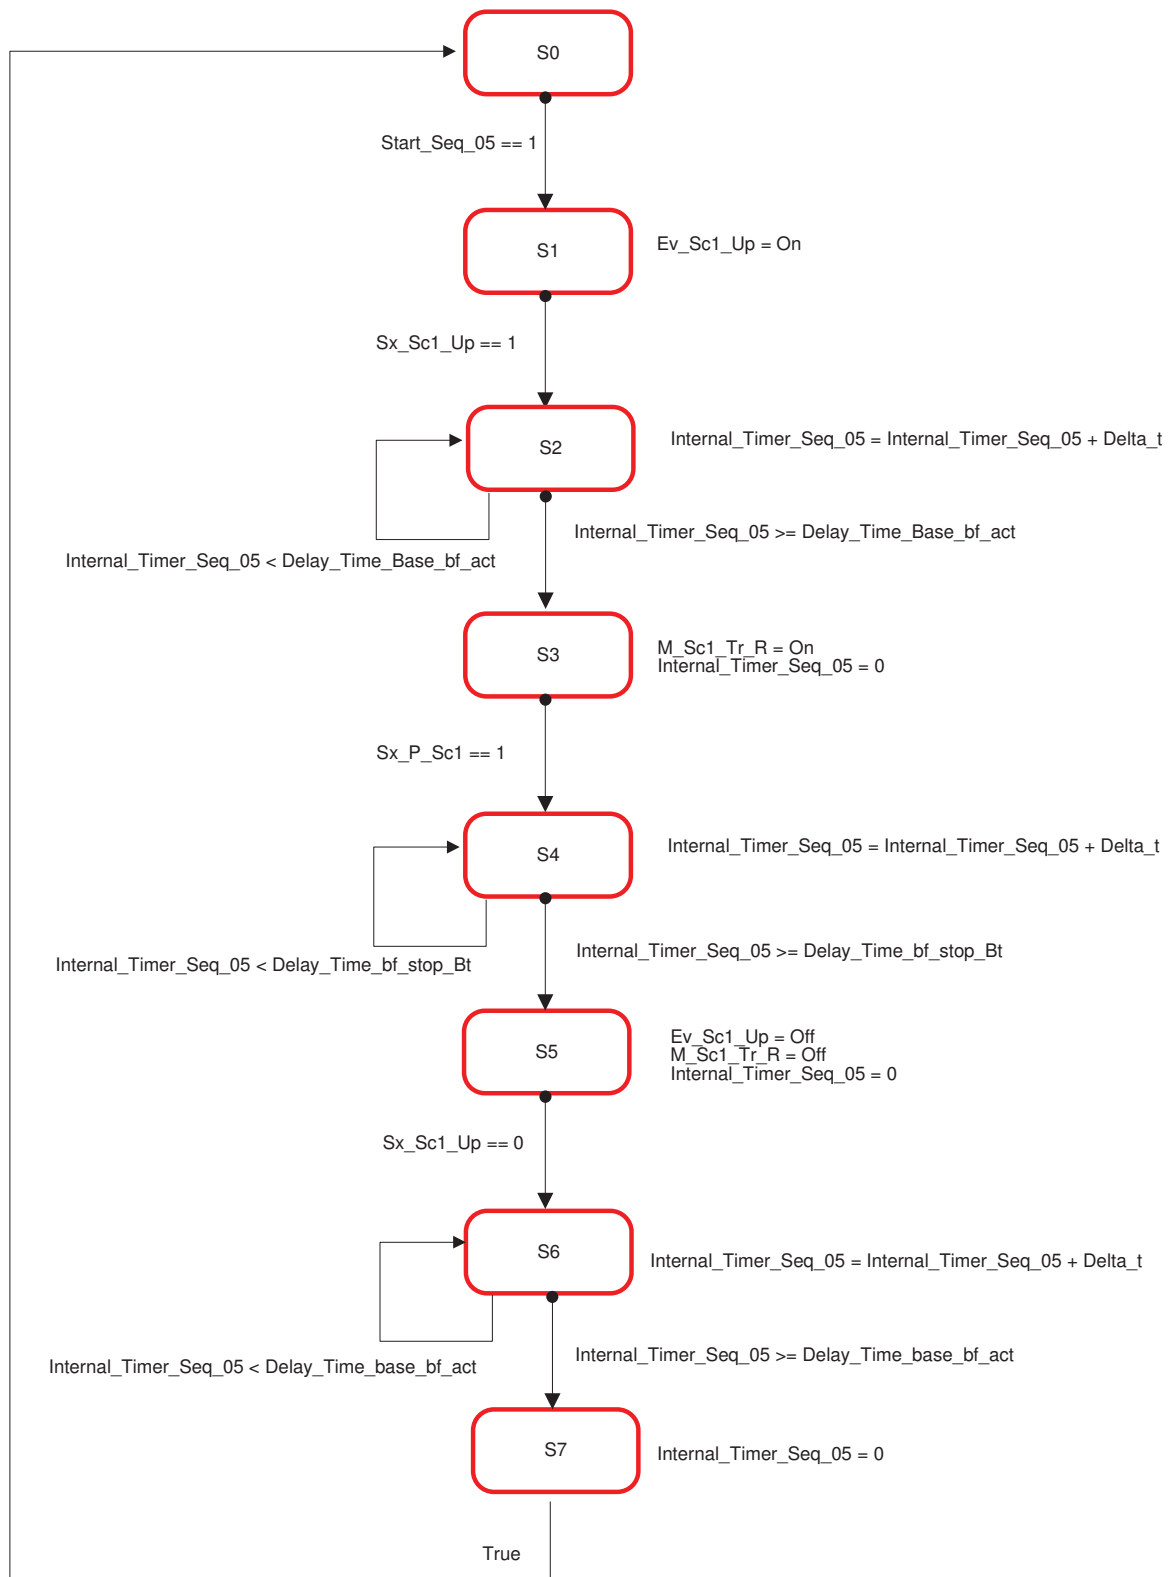 S0
Start_Seq_05 == 1
S1
Ev_Sc1_Up = On
Sx_Sc1_Up == 1
S2
Internal_Timer_Seq_05 = Internal_Timer_Seq_05 + Delta_t
Internal_Timer_Seq_05 >= Delay_Time_Base_bf_act
Internal_Timer_Seq_05 < Delay_Time_Base_bf_act
S3
M_Sc1_Tr_R = On
Internal_Timer_Seq_05 = 0
Sx_P_Sc1 == 1
S4
Internal_Timer_Seq_05 = Internal_Timer_Seq_05 + Delta_t
Internal_Timer_Seq_05 >= Delay_Time_bf_stop_Bt
Internal_Timer_Seq_05 < Delay_Time_bf_stop_Bt
S5
Ev_Sc1_Up = Off
M_Sc1_Tr_R = Off
Internal_Timer_Seq_05 = 0
Sx_Sc1_Up == 0
S6
Internal_Timer_Seq_05 = Internal_Timer_Seq_05 + Delta_t
Internal_Timer_Seq_05 >= Delay_Time_base_bf_act
Internal_Timer_Seq_05 < Delay_Time_base_bf_act
S7
Internal_Timer_Seq_05 = 0
True